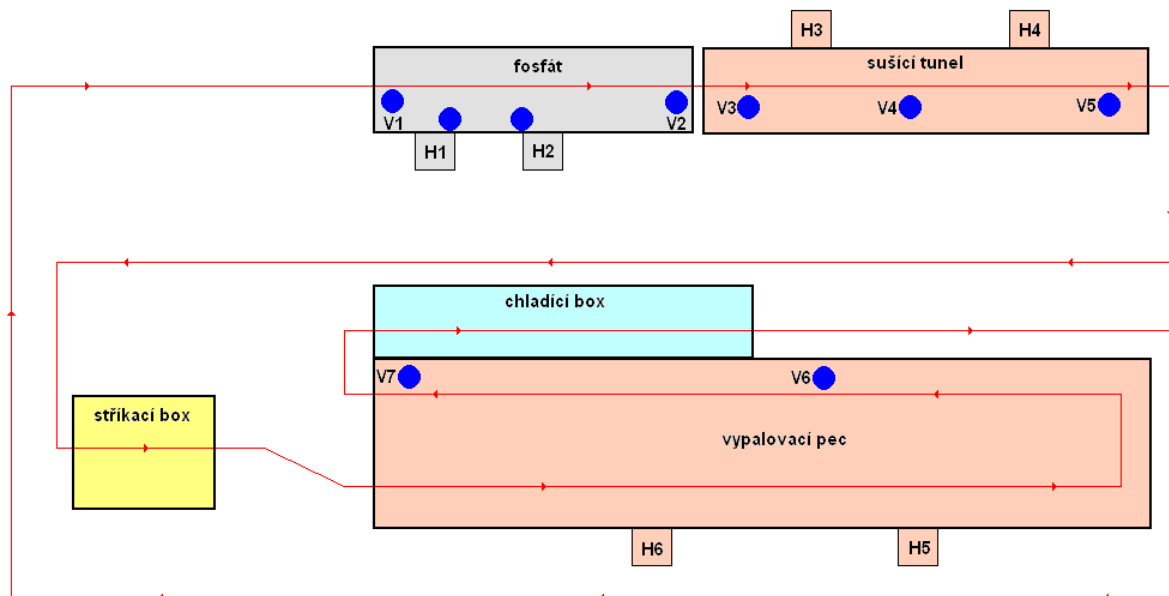 H3
H4
fosfát
sušící tunel
V1
V2
V3
V4
V5
H1
H2
chladící box
V7
V6
stříkací box
vypalovací pec
H6
H5